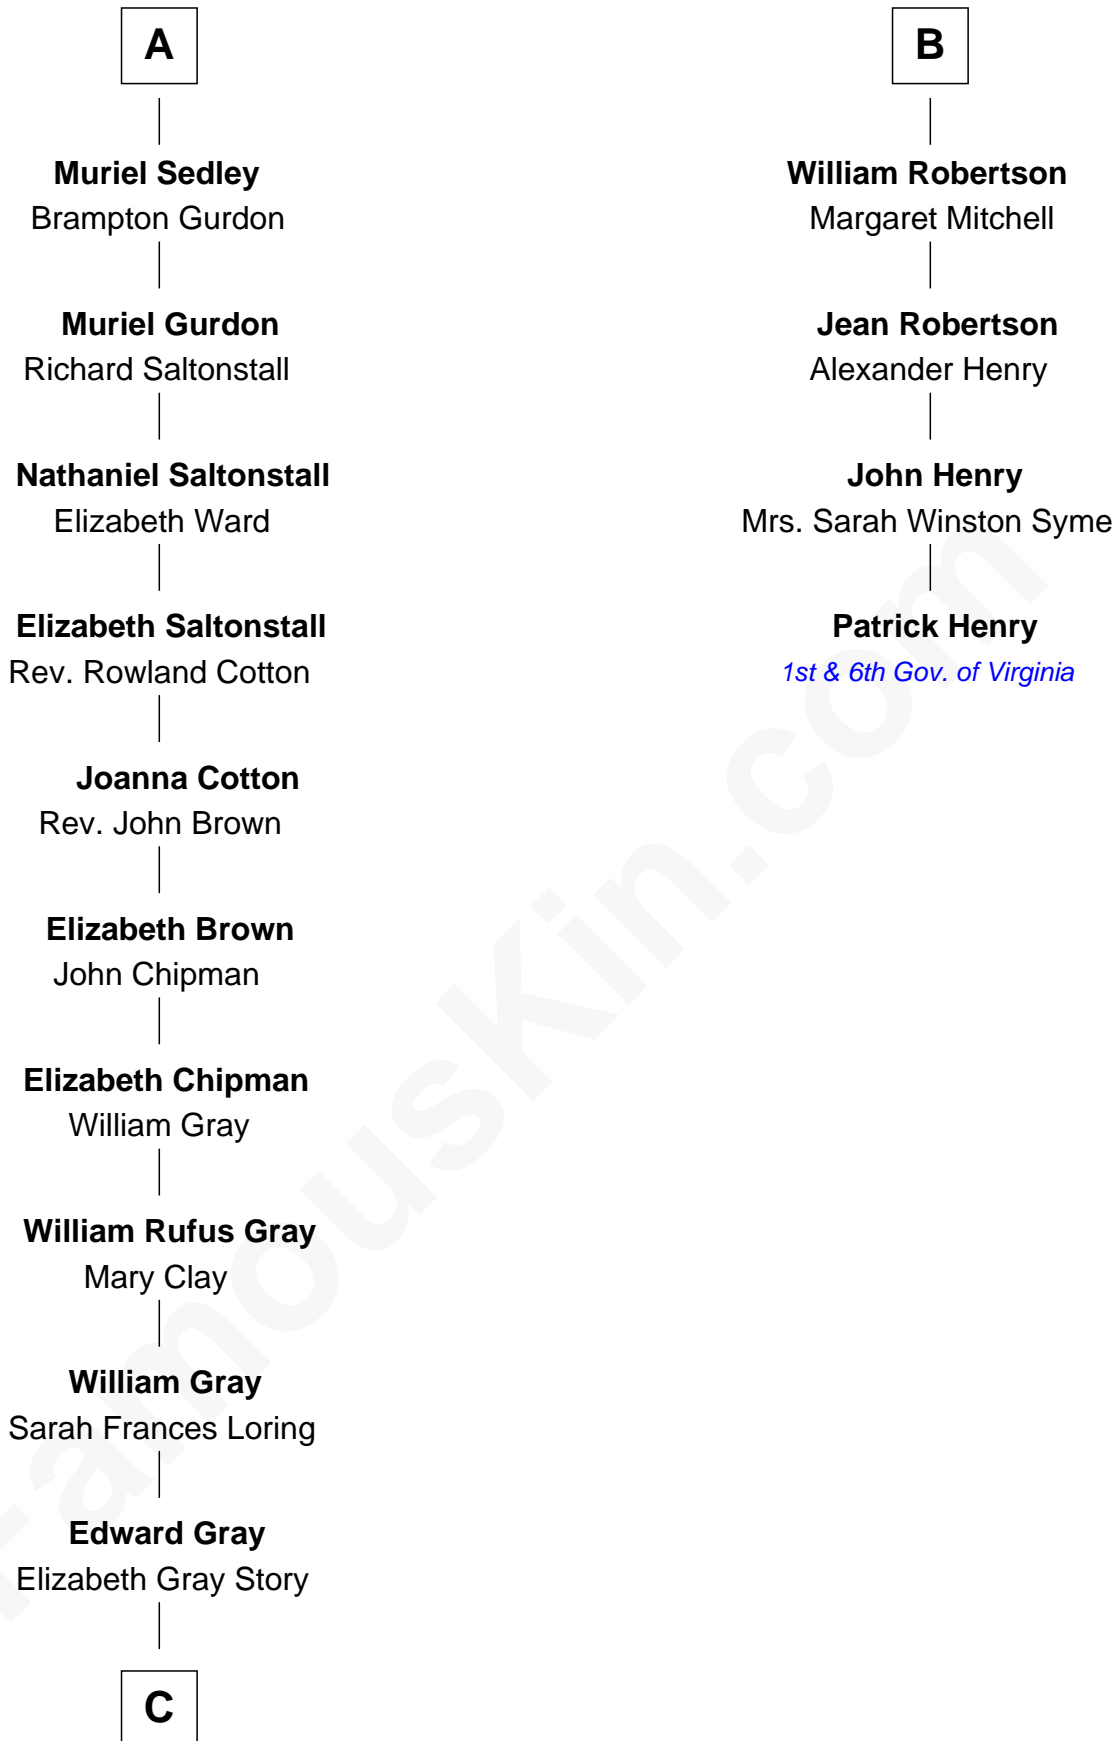 A
Muriel Sedley
Brampton Gurdon
Muriel Gurdon
Richard Saltonstall
Nathaniel Saltonstall
Elizabeth Ward
Elizabeth Saltonstall
Rev. Rowland Cotton
Joanna Cotton
Rev. John Brown
Elizabeth Brown
John Chipman
Elizabeth Chipman
William Gray
William Rufus Gray
Mary Clay
William Gray
Sarah Frances Loring
Edward Gray
Elizabeth Gray Story
C
B
William Robertson
Margaret Mitchell
Jean Robertson
Alexander Henry
John Henry
Mrs. Sarah Winston Syme
Patrick Henry
1st & 6th Gov. of Virginia
FamousKin.com